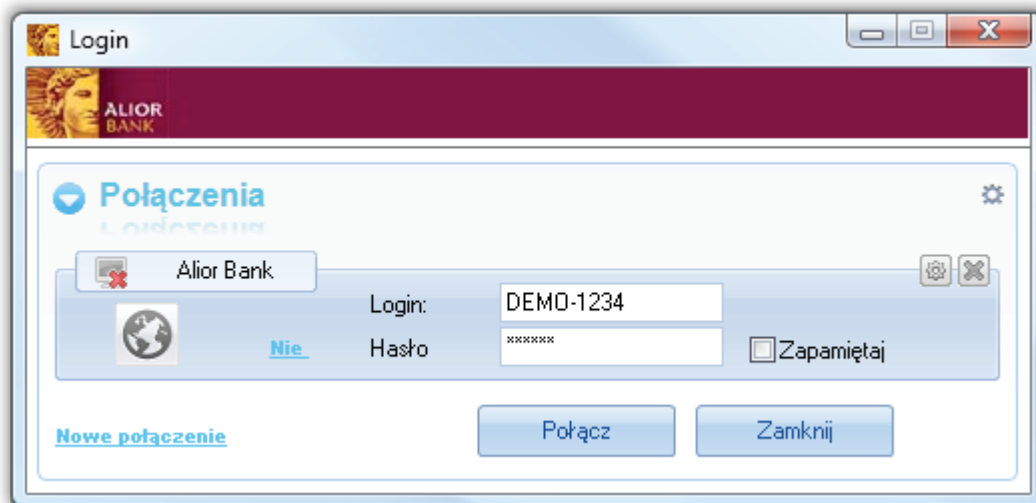 Login
ALIOR
BANK
Połączenia
Alior Bank
Login: DEMO-1234
Nie Hasło ****** Zapamiętaj
Nowe połączenie Połącz Zamknij